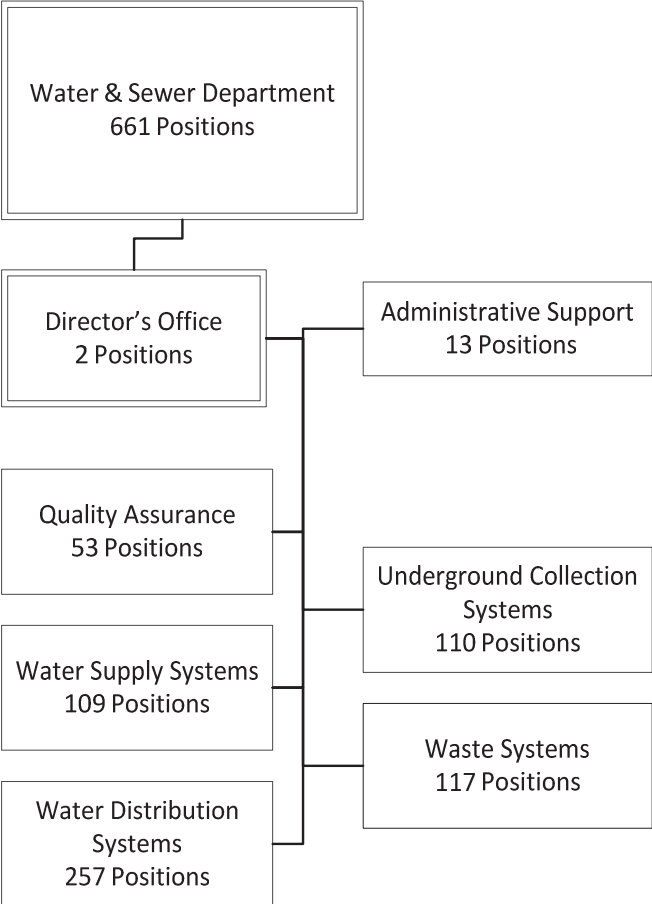 Water & Sewer Department
661 Positions
Director’s Office
2 Positions
Administrative Support
13 Positions
Quality Assurance
53 Positions
Underground Collection
Systems
110 Positions
Water Supply Systems
109 Positions
Waste Systems
117 Positions
Water Distribution
Systems
257 Positions